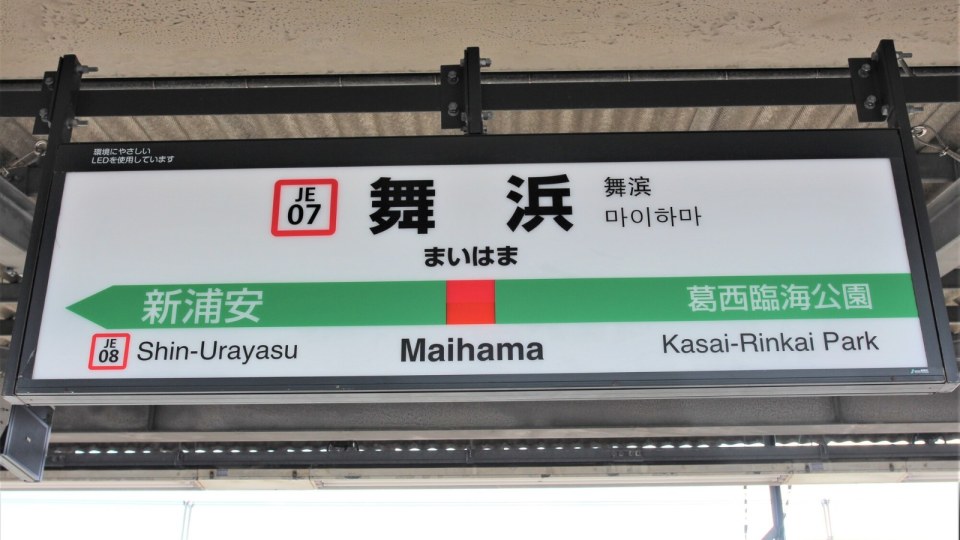 環境にやさしい
LEDを使用しています
JE
07
舞浜
舞滨
마이하마
まいはま
新浦安
葛西臨海公園
JE
08
Shin-Urayasu
Maihama
Kasai-Rinkai Park